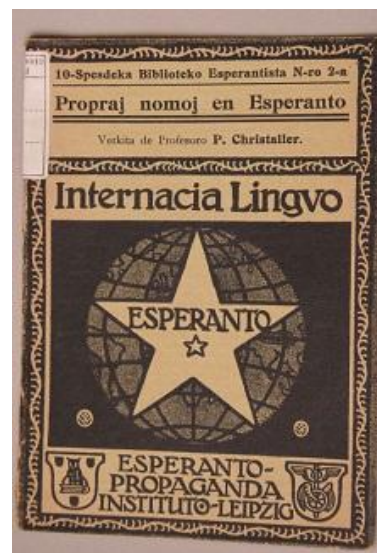 10-Spesdeka Biblioteko Esperantista N-ro 2-a
Propraj nomoj en Esperanto
Verkita de Profesoro P. Christaller.
Internacia Lingvo
ESPERANTO
ESPERANTO-
PROPAGANDA
INSTITUTO-LEIPZIG